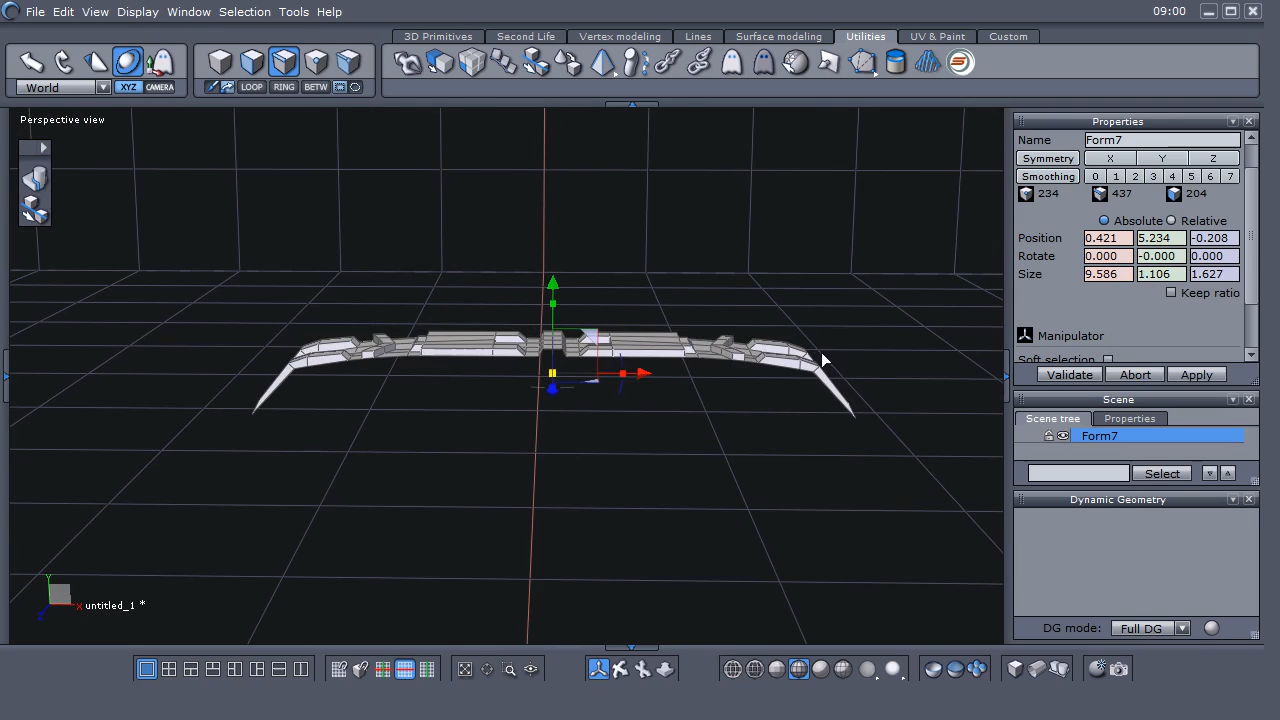 File Edit View Display Window Selection Tools Help 09:00
3D Primitives Second Life Vertex modeling Lines Surface modeling Utilities UV & Paint Custom
World XYZ CAMERA LOOP RING BETW
Perspective view
Properties
Name Form7
Symmetry X Y Z
Smoothing 0 1 2 3 4 5 6 7
234 437 204
Absolute Relative
Position 0.421 5.234 -0.208
Rotate 0.000 -0.000 0.000
Size 9.586 1.106 1.627
Keep ratio
Manipulator
Soft selection
Validate Abort Apply
Scene
Scene tree Properties
Form7
Select
Dynamic Geometry
DG mode: Full DG
Y
X untitled_1 *
Z